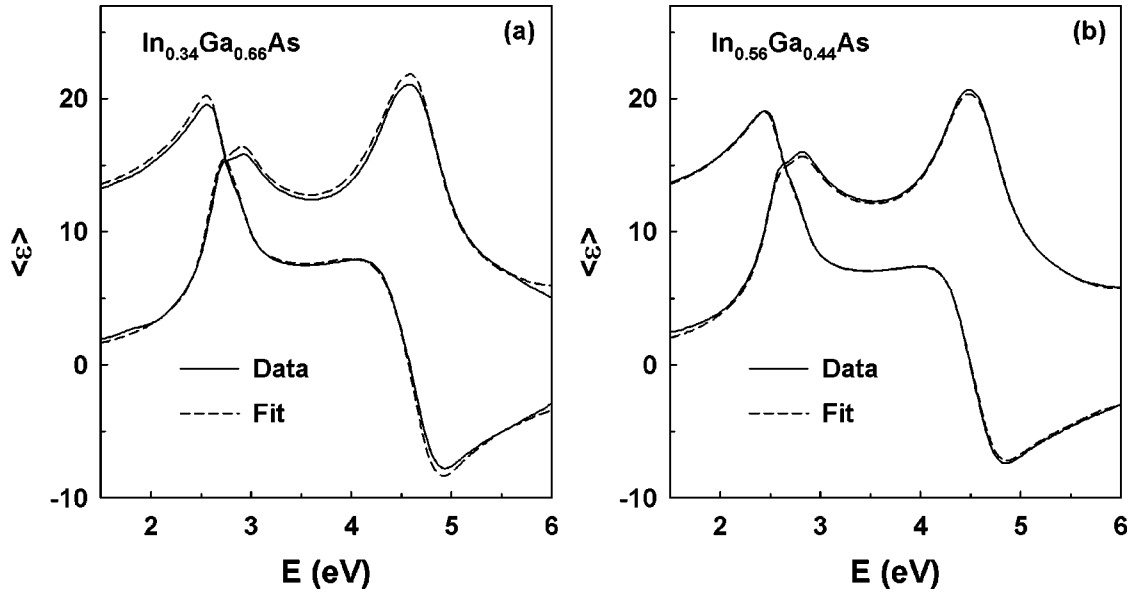 (a)
In0.34Ga0.66As
20
10
0
-10
<ε>
Data
Fit
2 3 4 5 6
E (eV)
(b)
In0.56Ga0.44As
20
10
0
-10
<ε>
Data
Fit
2 3 4 5 6
E (eV)